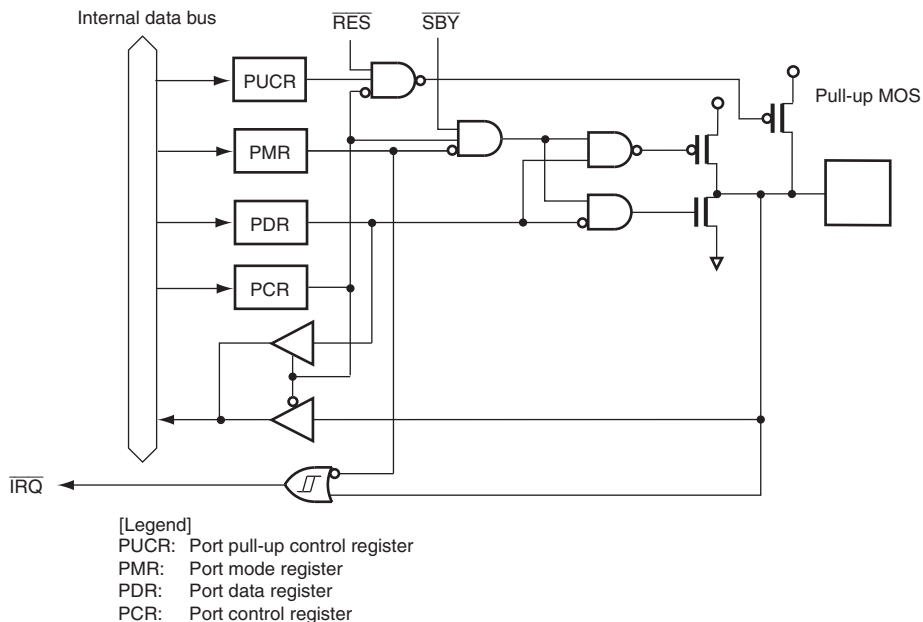 Internal data bus
RES
SBY
PUCR
Pull-up MOS
PMR
PDR
PCR
IRQ
[Legend]
PUCR: Port pull-up control register
PMR: Port mode register
PDR: Port data register
PCR: Port control register